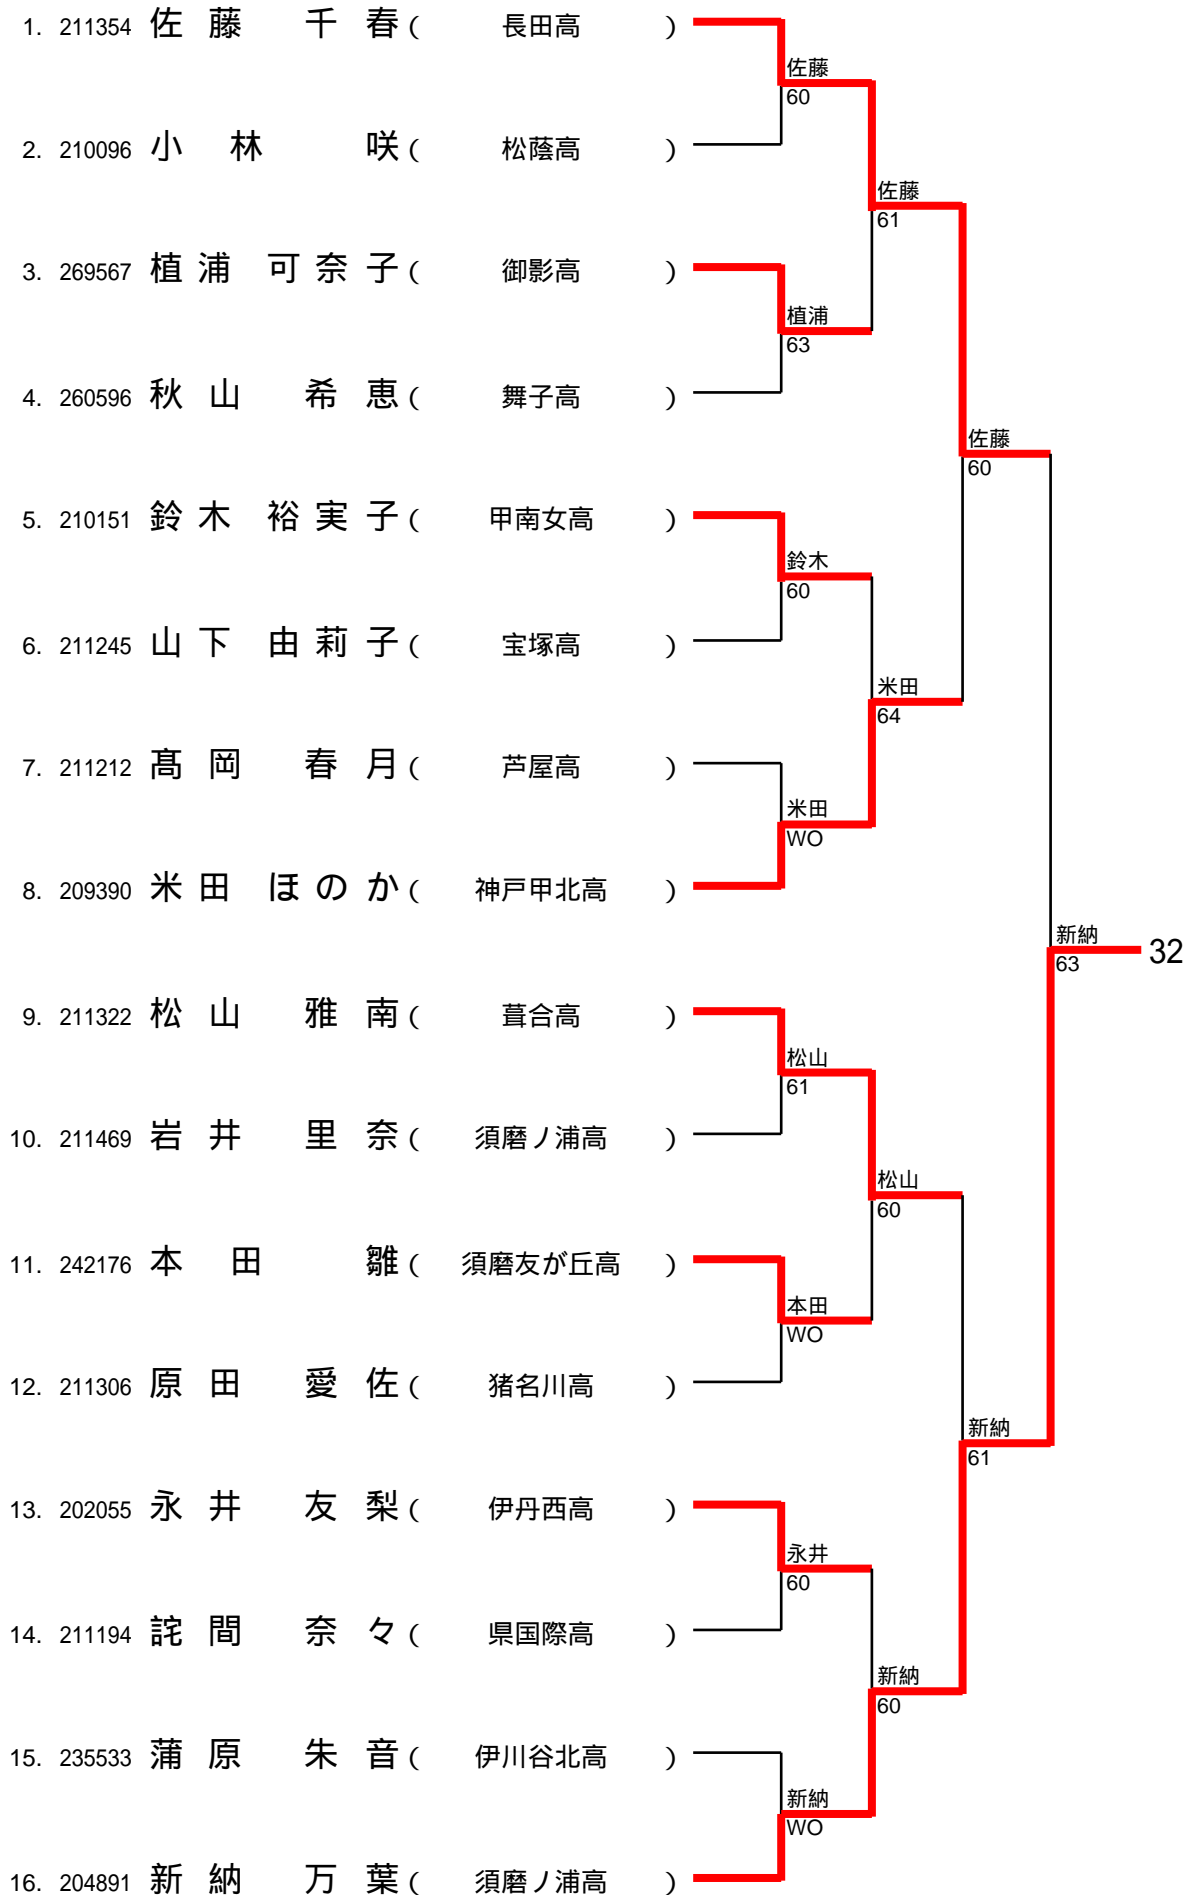 1. 211354 佐藤 千春 ( 長田高 )
佐藤
60
2. 210096 小林 咲 ( 松蔭高 )
佐藤
61
3. 269567 植浦 可奈子 ( 御影高 )
植浦
63
4. 260596 秋山 希恵 ( 舞子高 )
佐藤
60
5. 210151 鈴木 裕実子 ( 甲南女高 )
鈴木
60
6. 211245 山下 由莉子 ( 宝塚高 )
米田
64
7. 211212 髙岡 春月 ( 芦屋高 )
米田
WO
8. 209390 米田 ほのか ( 神戸甲北高 )
新納
63
32
9. 211322 松山 雅南 ( 葺合高 )
松山
61
10. 211469 岩井 里奈 ( 須磨ノ浦高 )
松山
60
11. 242176 本田 雛 ( 須磨友が丘高 )
本田
WO
12. 211306 原田 愛佐 ( 猪名川高 )
新納
61
13. 202055 永井 友梨 ( 伊丹西高 )
永井
60
14. 211194 詫間 奈々 ( 県国際高 )
新納
60
15. 235533 蒲原 朱音 ( 伊川谷北高 )
新納
WO
16. 204891 新納 万葉 ( 須磨ノ浦高 )